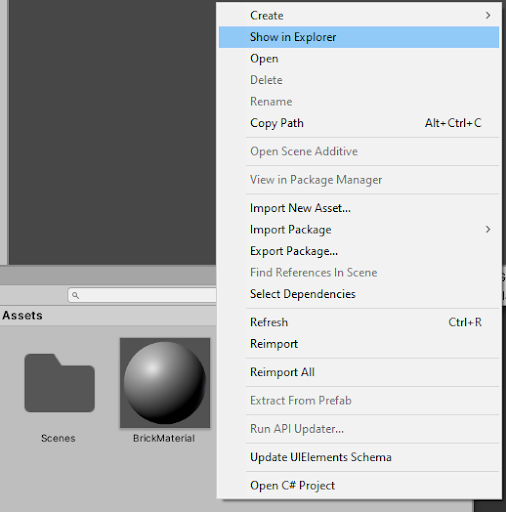 Create
Show in Explorer
Open
Delete
Rename
Copy Path Alt+Ctrl+C
Open Scene Additive
View in Package Manager
Import New Asset...
Import Package
Export Package...
Find References In Scene
Select Dependencies
Refresh Ctrl+R
Reimport
Reimport All
Extract From Prefab
Run API Updater...
Update UIElements Schema
Open C# Project
Assets
Scenes
BrickMaterial